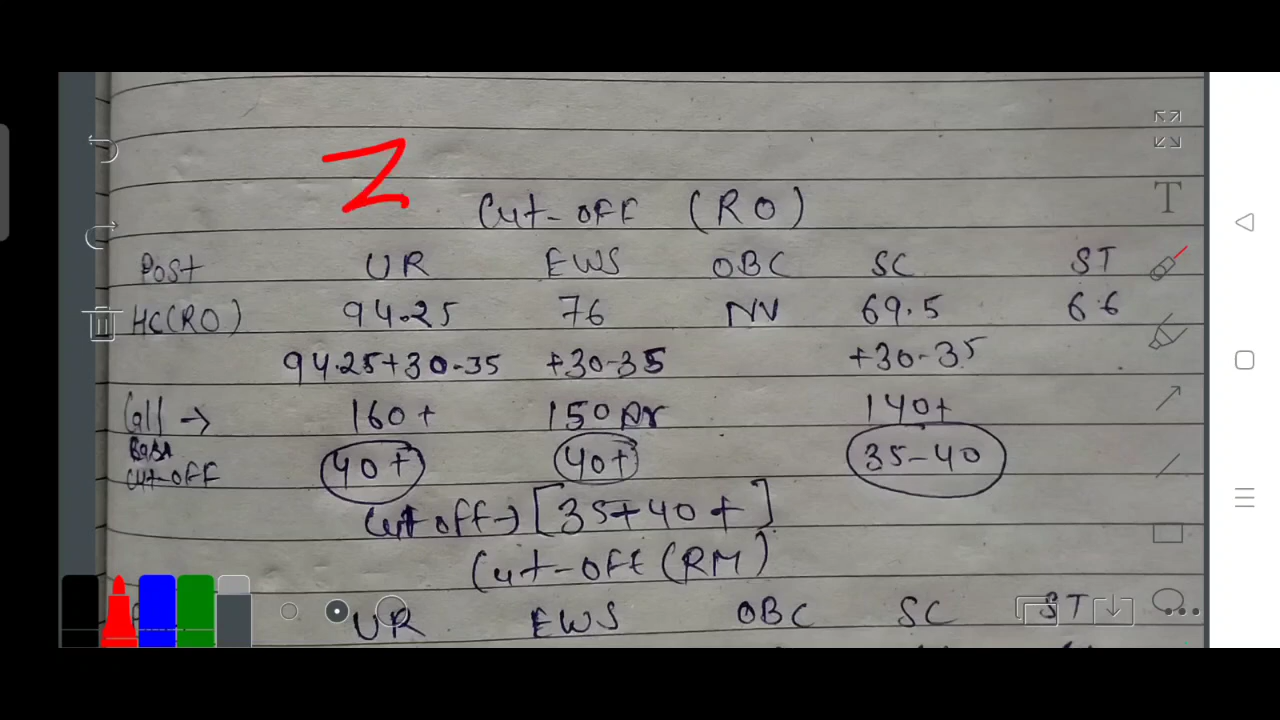 Z
Cut-OFF (RO)
Post UR EWS OBC SC ST
HC(RO) 94.25 76 NV 69.5 66
94.25+30-35 +30-35 +30-35
Call → 160+ 150 140+
CUT-OFF 40+ 40+ 35-40
Cut off→ [35+40+]
Cut-off (RM)
UR EWS OBC SC ST
T